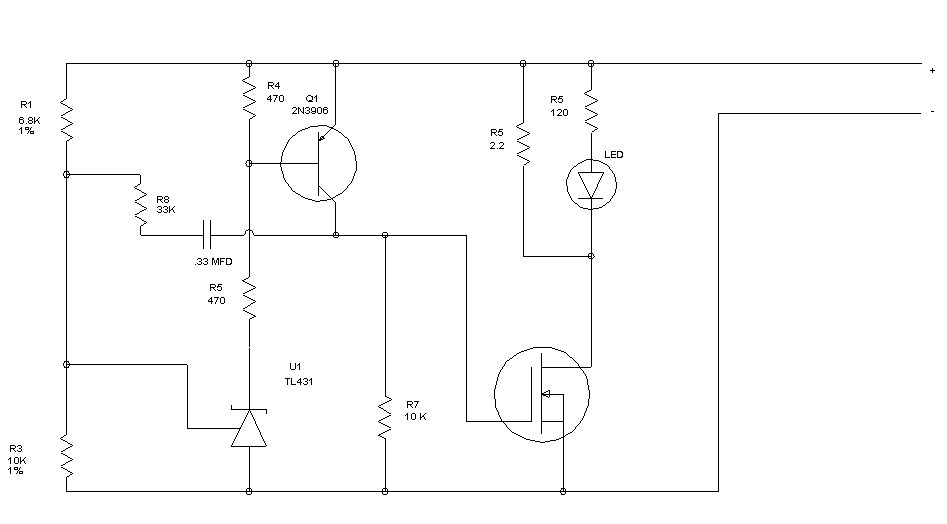 R1
6.8K
1%
R4
470
Q1
2N3906
R5
2.2
R5
120
LED
+
-
R8
33K
.33 MFD
R5
470
U1
TL431
R7
10 K
R3
10K
1%